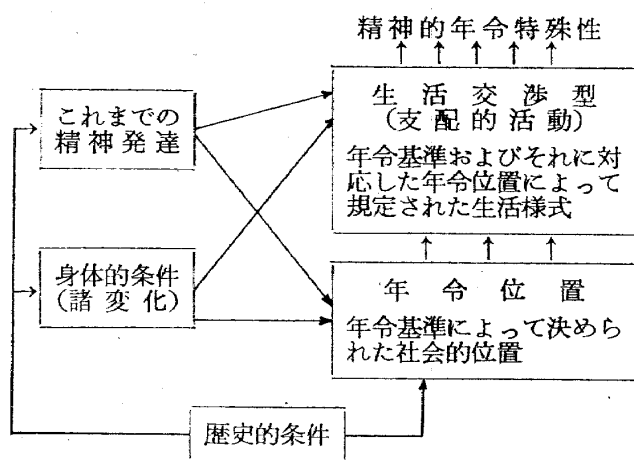 精神的年令特殊性
これまでの
精神発達
生活交渉型
(支配的活動)
年令基準およびそれに対
応した年令位置によって
規定された生活様式
身体的条件
(諸変化)
年令位置
年令基準によって決めら
れた社会的位置
歴史的条件